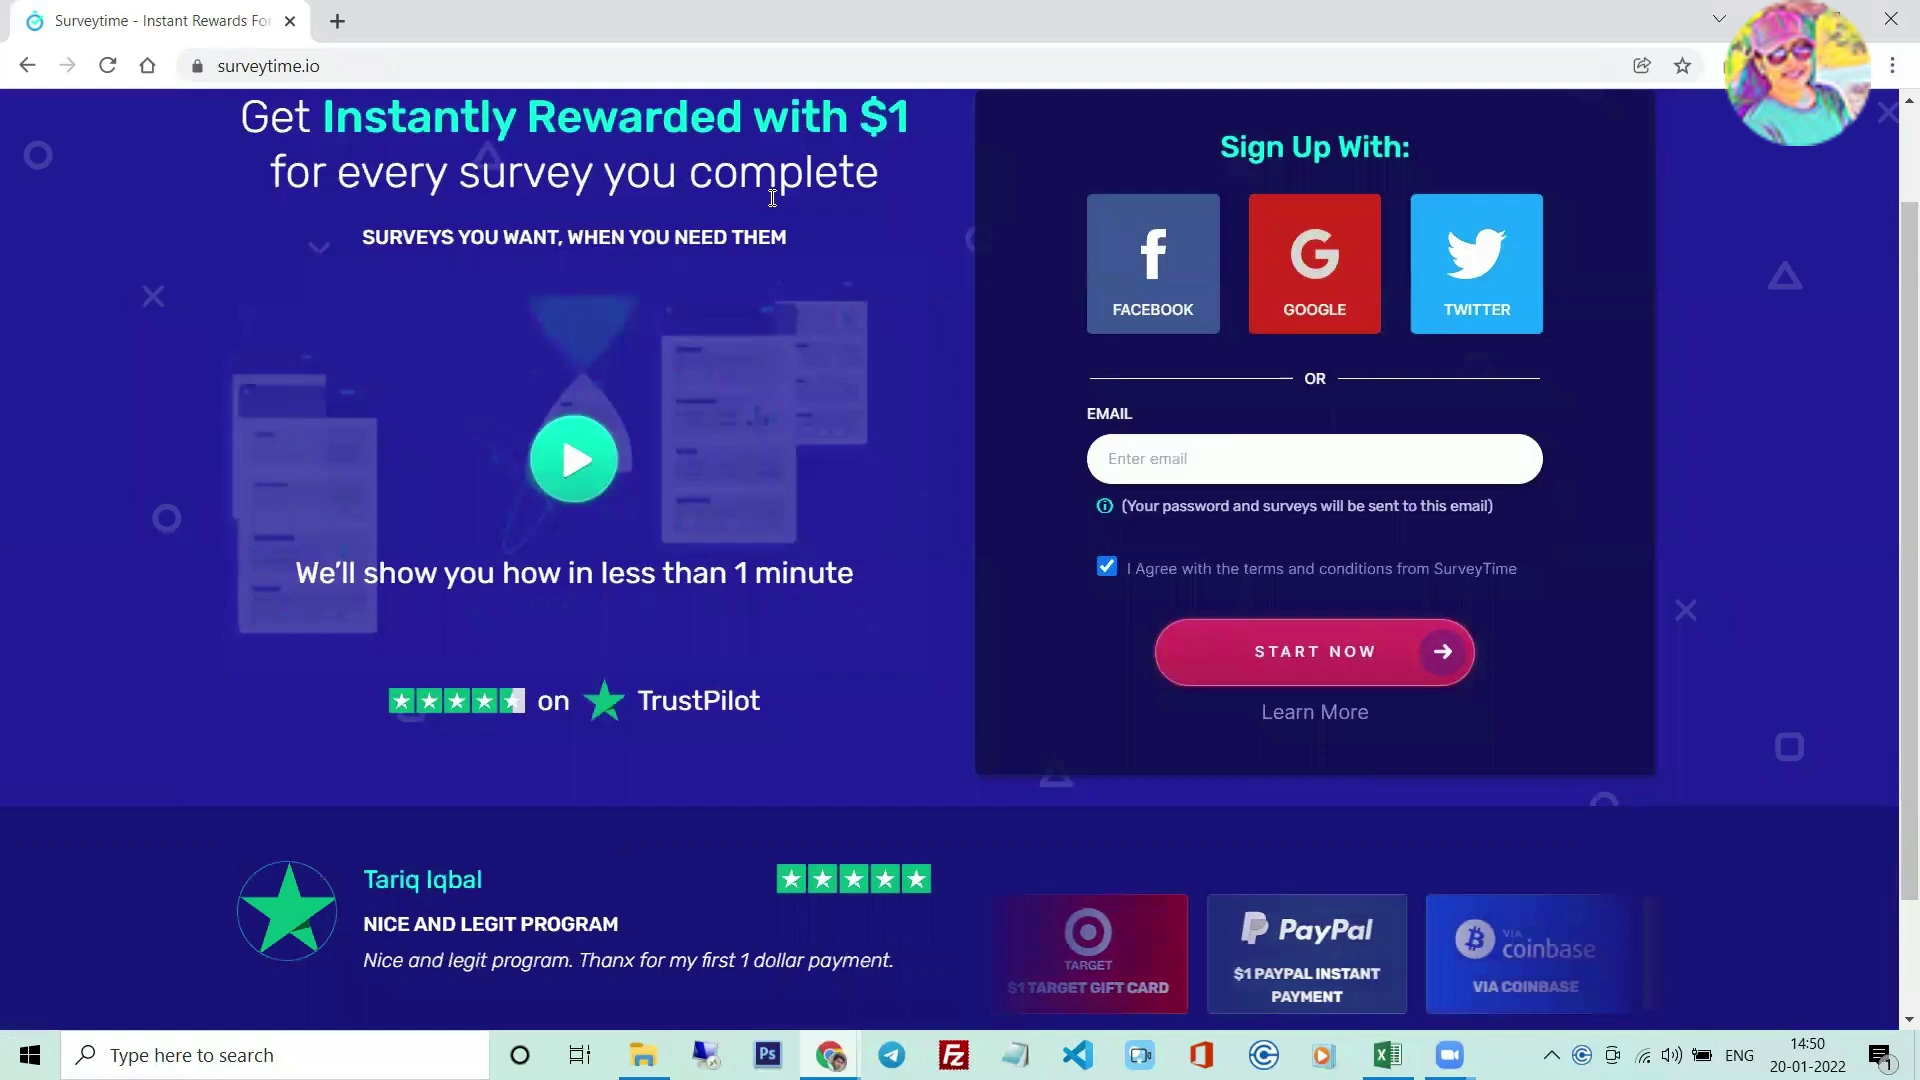 Surveytime - Instant Rewards Fo
surveytime.io
Get Instantly Rewarded with $1
for every survey you complete
SURVEYS YOU WANT, WHEN YOU NEED THEM
We'll show you how in less than 1 minute
on TrustPilot
Sign Up With:
f
FACEBOOK
G
GOOGLE
TWITTER
OR
EMAIL
Enter email
(Your password and surveys will be sent to this email)
I Agree with the terms and conditions from SurveyTime
START NOW
Learn More
Tariq Iqbal
NICE AND LEGIT PROGRAM
Nice and legit program. Thanx for my first 1 dollar payment.
TARGET
$1 TARGET GIFT CARD
PayPal
$1 PAYPAL INSTANT
PAYMENT
VIA
coinbase
VIA COINBASE
Type here to search
Ps
Fz
ENG
14:50
20-01-2022
1